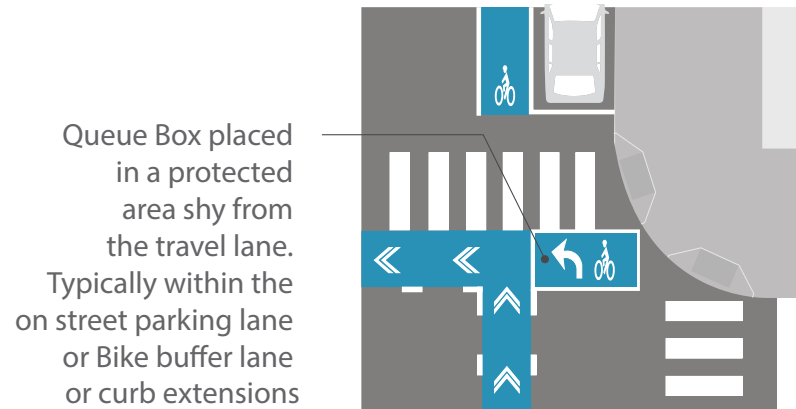 Queue Box placed
in a protected
area shy from
the travel lane.
Typically within the
on street parking lane
or Bike buffer lane
or curb extensions